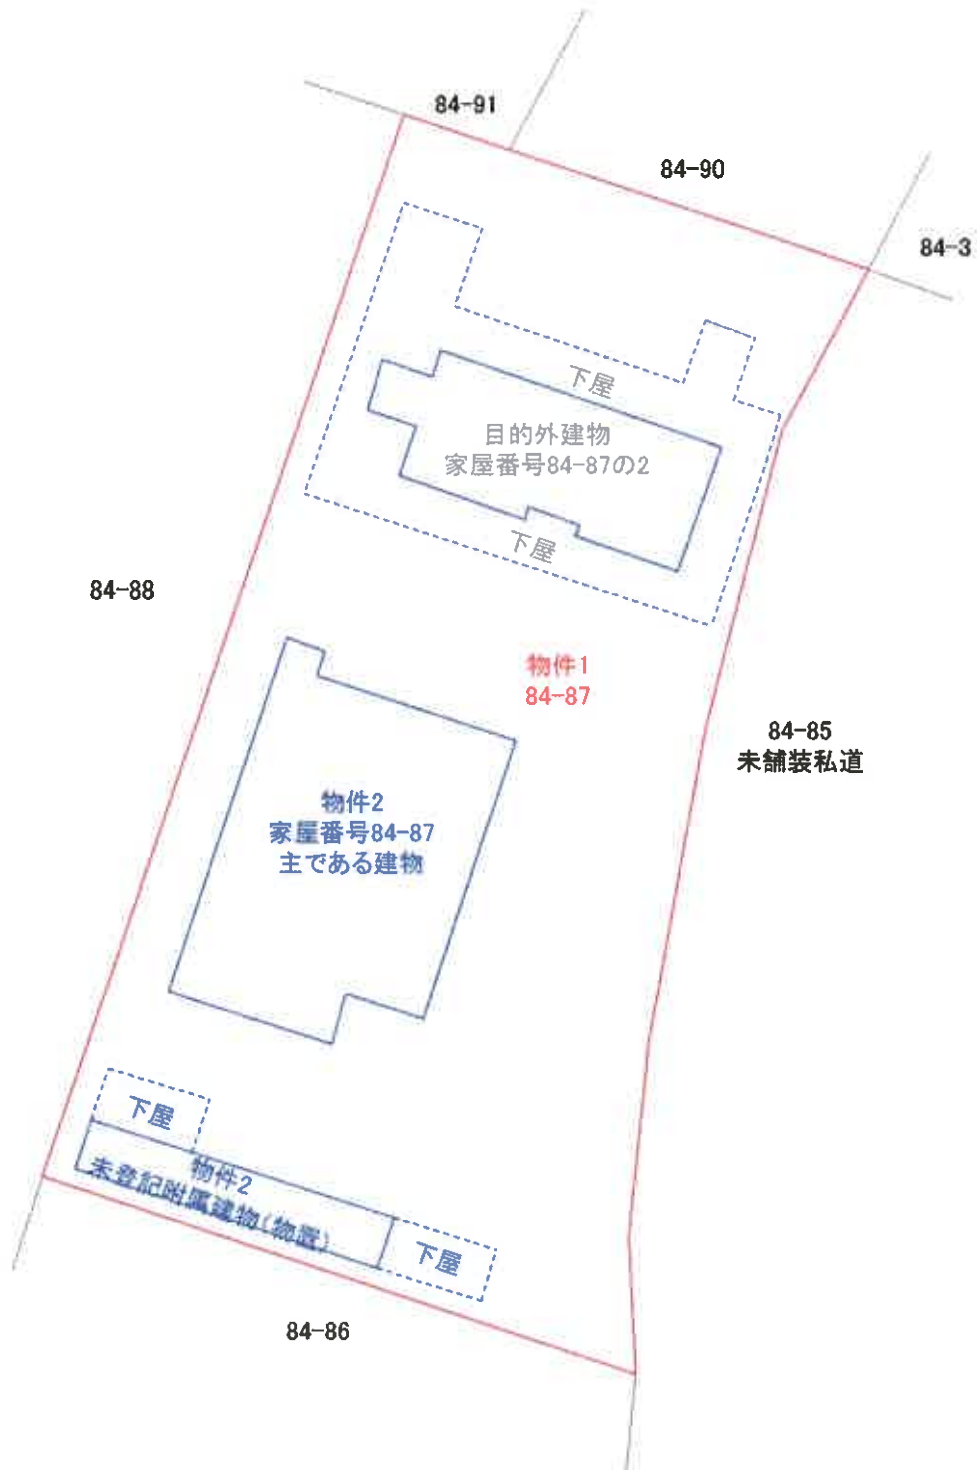 84-91
84-90
84-3
下屋
目的外建物
家屋番号84-87の2
下屋
84-88
物件1
84-87
84-85
未舗装私道
物件2
家屋番号84-87
主である建物
下屋
物件2
未登記附属建物(物置)
下屋
84-86